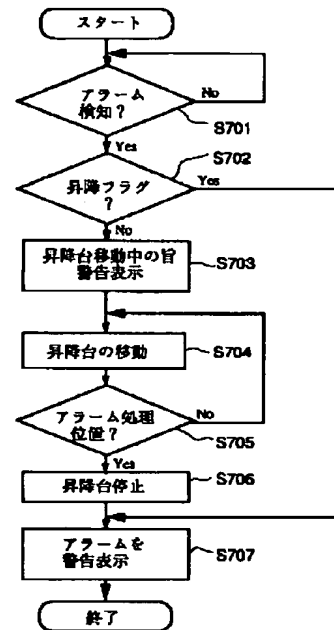 スタート
アラーム
検知？
No
S701
Yes
S702
昇降フラグ
？
Yes
No
昇降台移動中の旨
警告表示
S703
昇降台の移動
S704
アラーム処理
位置？
No
S705
Yes
S706
昇降台停止
アラームを
警告表示
S707
終了